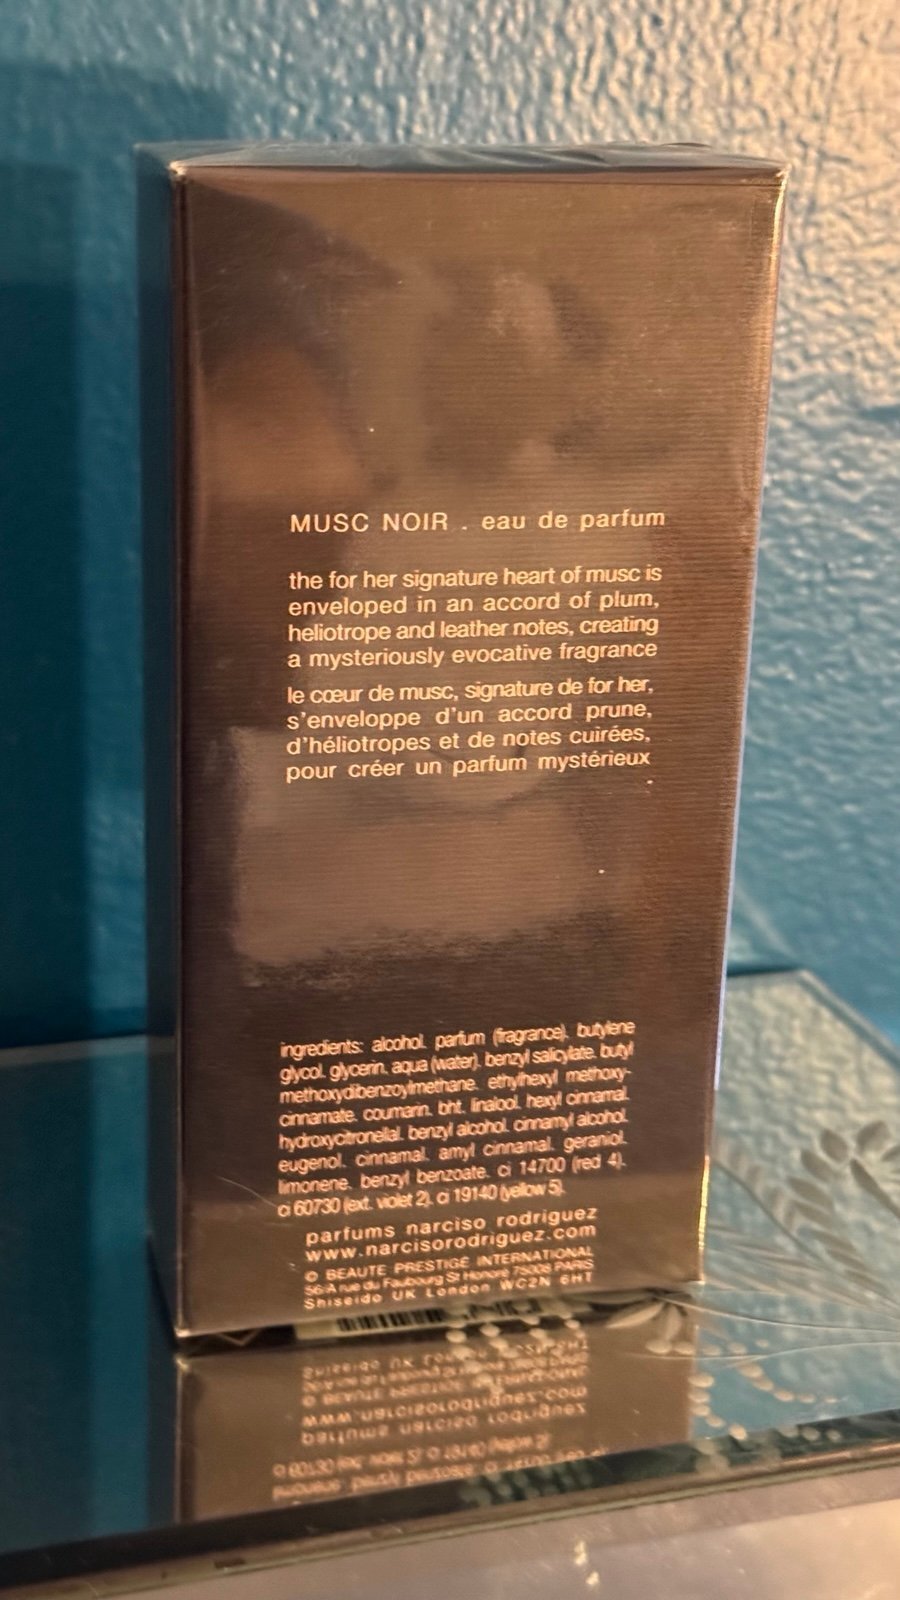 MUSC NOIR . eau de parfum
the for her signature heart of musc is
enveloped in an accord of plum,
heliotrope and leather notes, creating
a mysteriously evocative fragrance
le cœur de musc, signature de for her,
s'enveloppe d'un accord prune,
d'héliotropes et de notes cuirées,
pour créer un parfum mystérieux
ingredients: alcohol. parfum (fragrance). butylene
glycol. glycerin. aqua (water). benzyl salicylate. butyl
methoxydibenzoylmethane. ethylhexyl methoxy-
cinnamate. coumarin. bht. linalool. hexyl cinnamal.
hydroxycitronellal. benzyl alcohol. cinnamyl alcohol.
eugenol. cinnamal. amyl cinnamal. geraniol.
limonene. benzyl benzoate. ci 14700 (red 4).
ci 60730 (ext. violet 2). ci 19140 (yellow 5).
parfums narciso rodriguez
www.narcisorodriguez.com
© BEAUTE PRESTIGE INTERNATIONAL
56 A rue du Faubourg St Honoré 75008 PARIS
Shiseido UK London WC2N 6HT